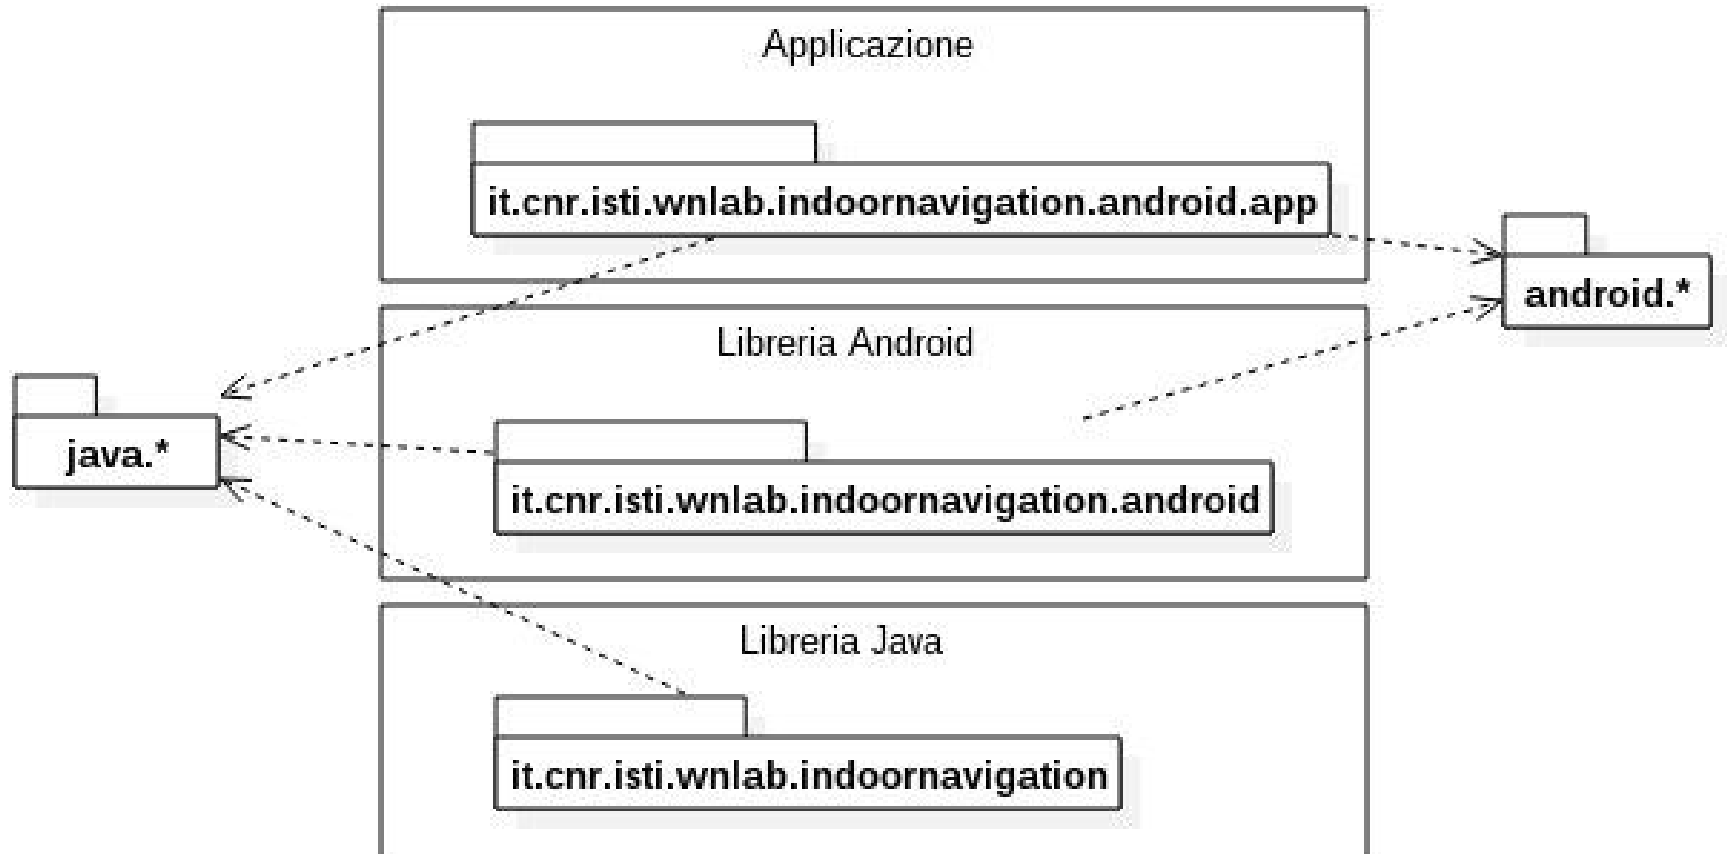 Applicazione
it.cnr.isti.wnlab.indoornavigation.android.app
android.*
Libreria Android
java.*
it.cnr.isti.wnlab.indoornavigation.android
Libreria Java
it.cnr.isti.wnlab.indoornavigation